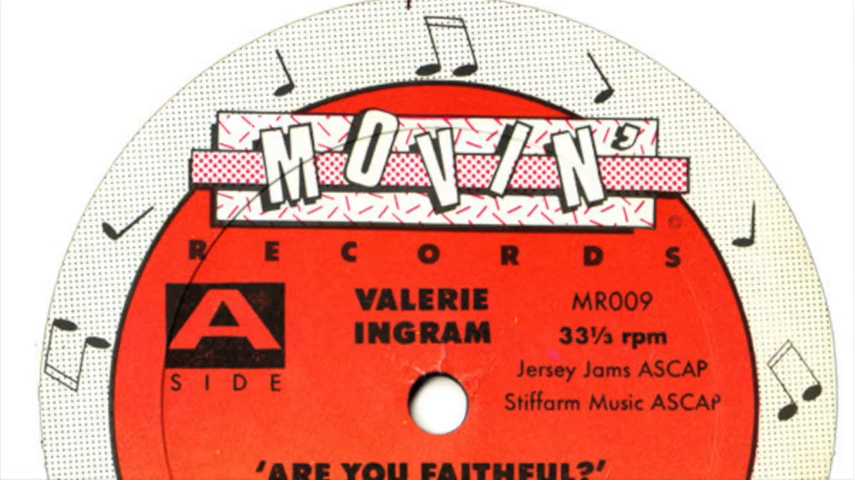 MOVIN'
RECORDS
A
SIDE
VALERIE
INGRAM
MR009
33⅓ rpm
Jersey Jams ASCAP
Stiffarm Music ASCAP
'ARE YOU FAITHFUL?'